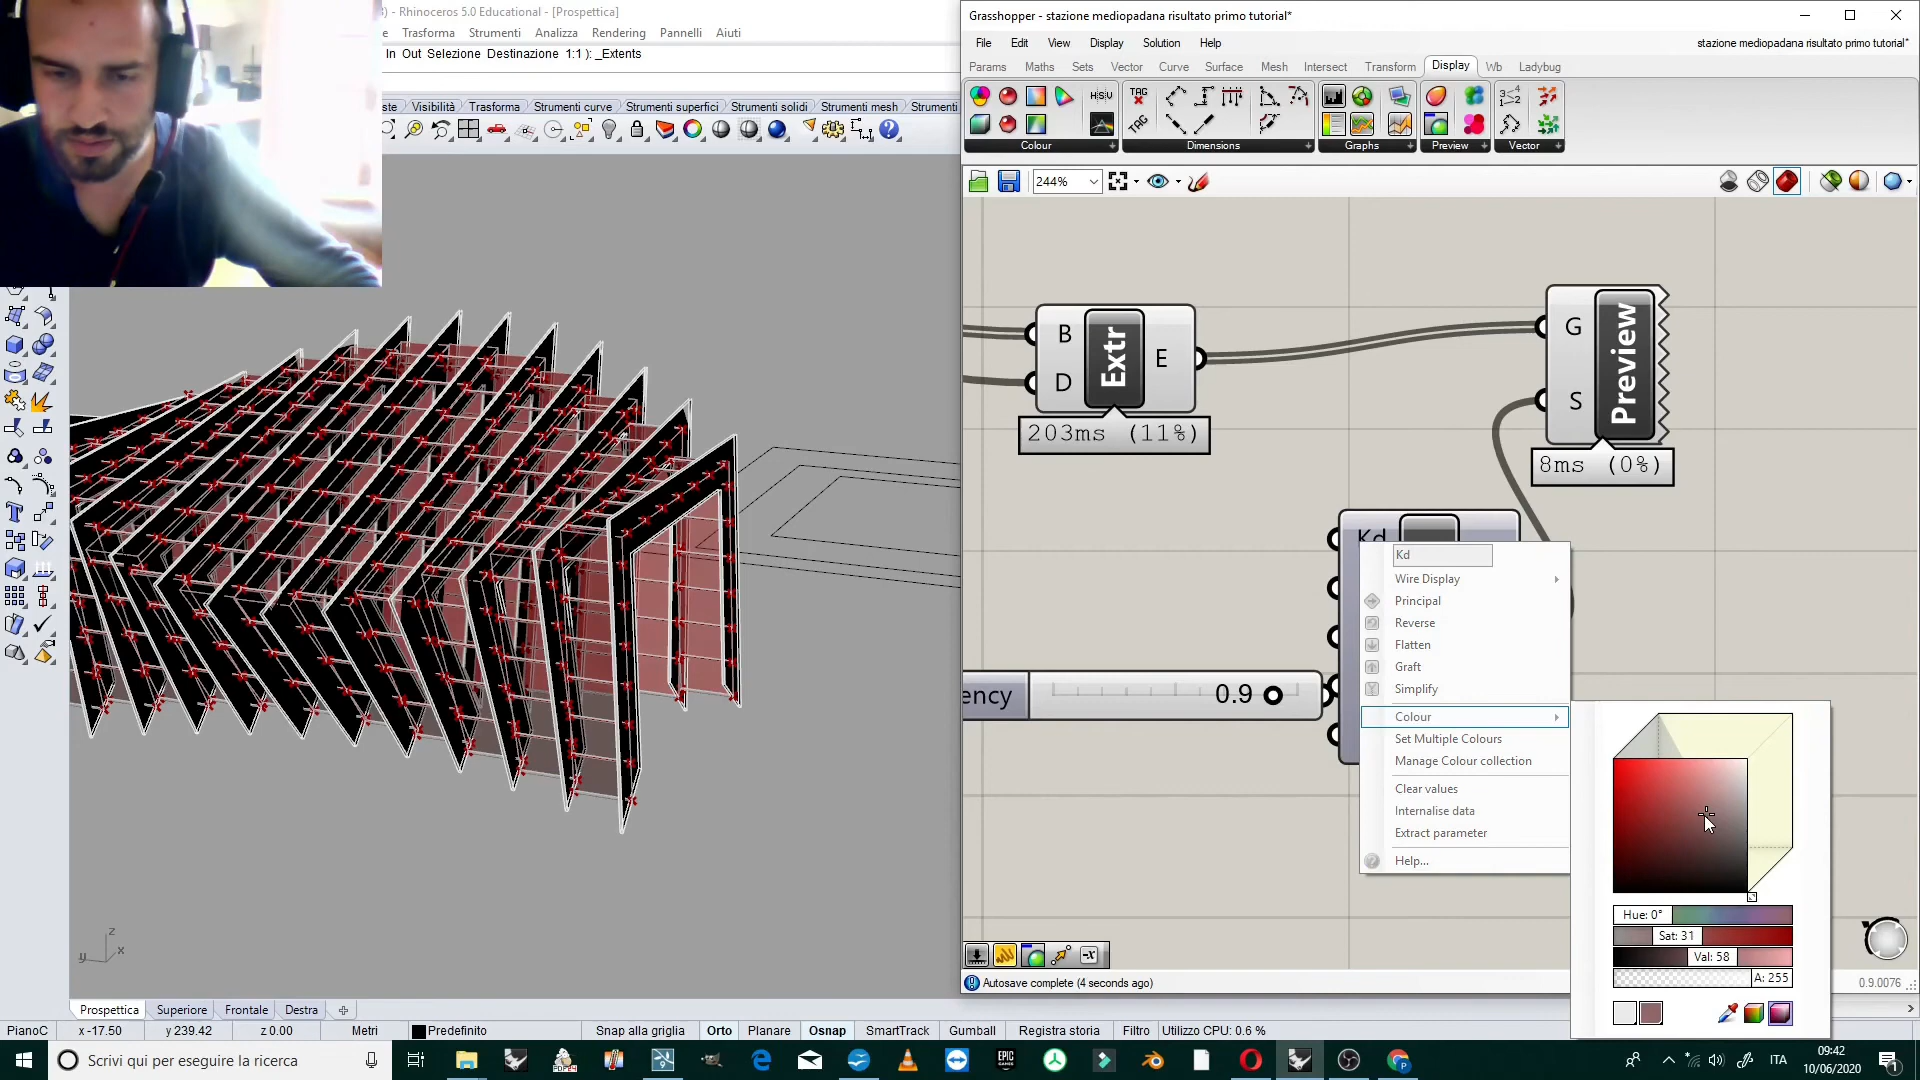 ) - Rhinoceros 5.0 Educational - [Prospettica]
Trasforma Strumenti Analizza Rendering Pannelli Aiuti
In Out Selezione Destinazione 1:1 ): _Extents
Visibilità Trasforma Strumenti curve Strumenti superfici Strumenti solidi Strumenti mesh Strumenti
Grasshopper - stazione mediopadana risultato primo tutorial*
File Edit View Display Solution Help
stazione mediopadana risultato primo tutorial*
Params Maths Sets Vector Curve Surface Mesh Intersect Transform Display Wb Ladybug
HSV
TAG
TAG
Colour Dimensions Graphs Preview Vector
244%
B
D
Extr
E
203ms (11%)
G
S
Preview
8ms (0%)
Kd
ency
0.9
Kd
Wire Display
Principal
Reverse
Flatten
Graft
Simplify
Colour
Set Multiple Colours
Manage Colour collection
Clear values
Internalise data
Extract parameter
Help...
Hue: 0°
Sat: 31
Val: 58
A: 255
z
y
x
Autosave complete (4 seconds ago)
0.9.0076
Prospettica Superiore Frontale Destra
PianoC x -17.50 y 239.42 z 0.00 Metri Predefinito Snap alla griglia Orto Planare Osnap SmartTrack Gumball Registra storia Filtro Utilizzo CPU: 0.6 %
Scrivi qui per eseguire la ricerca
EPIC GAMES
ITA
09:42
10/06/2020
1